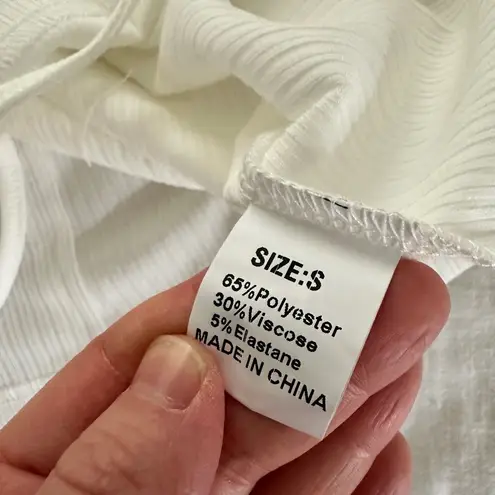 SIZE:S
65%Polyester
30%Viscose
5%Elastane
MADE IN CHINA